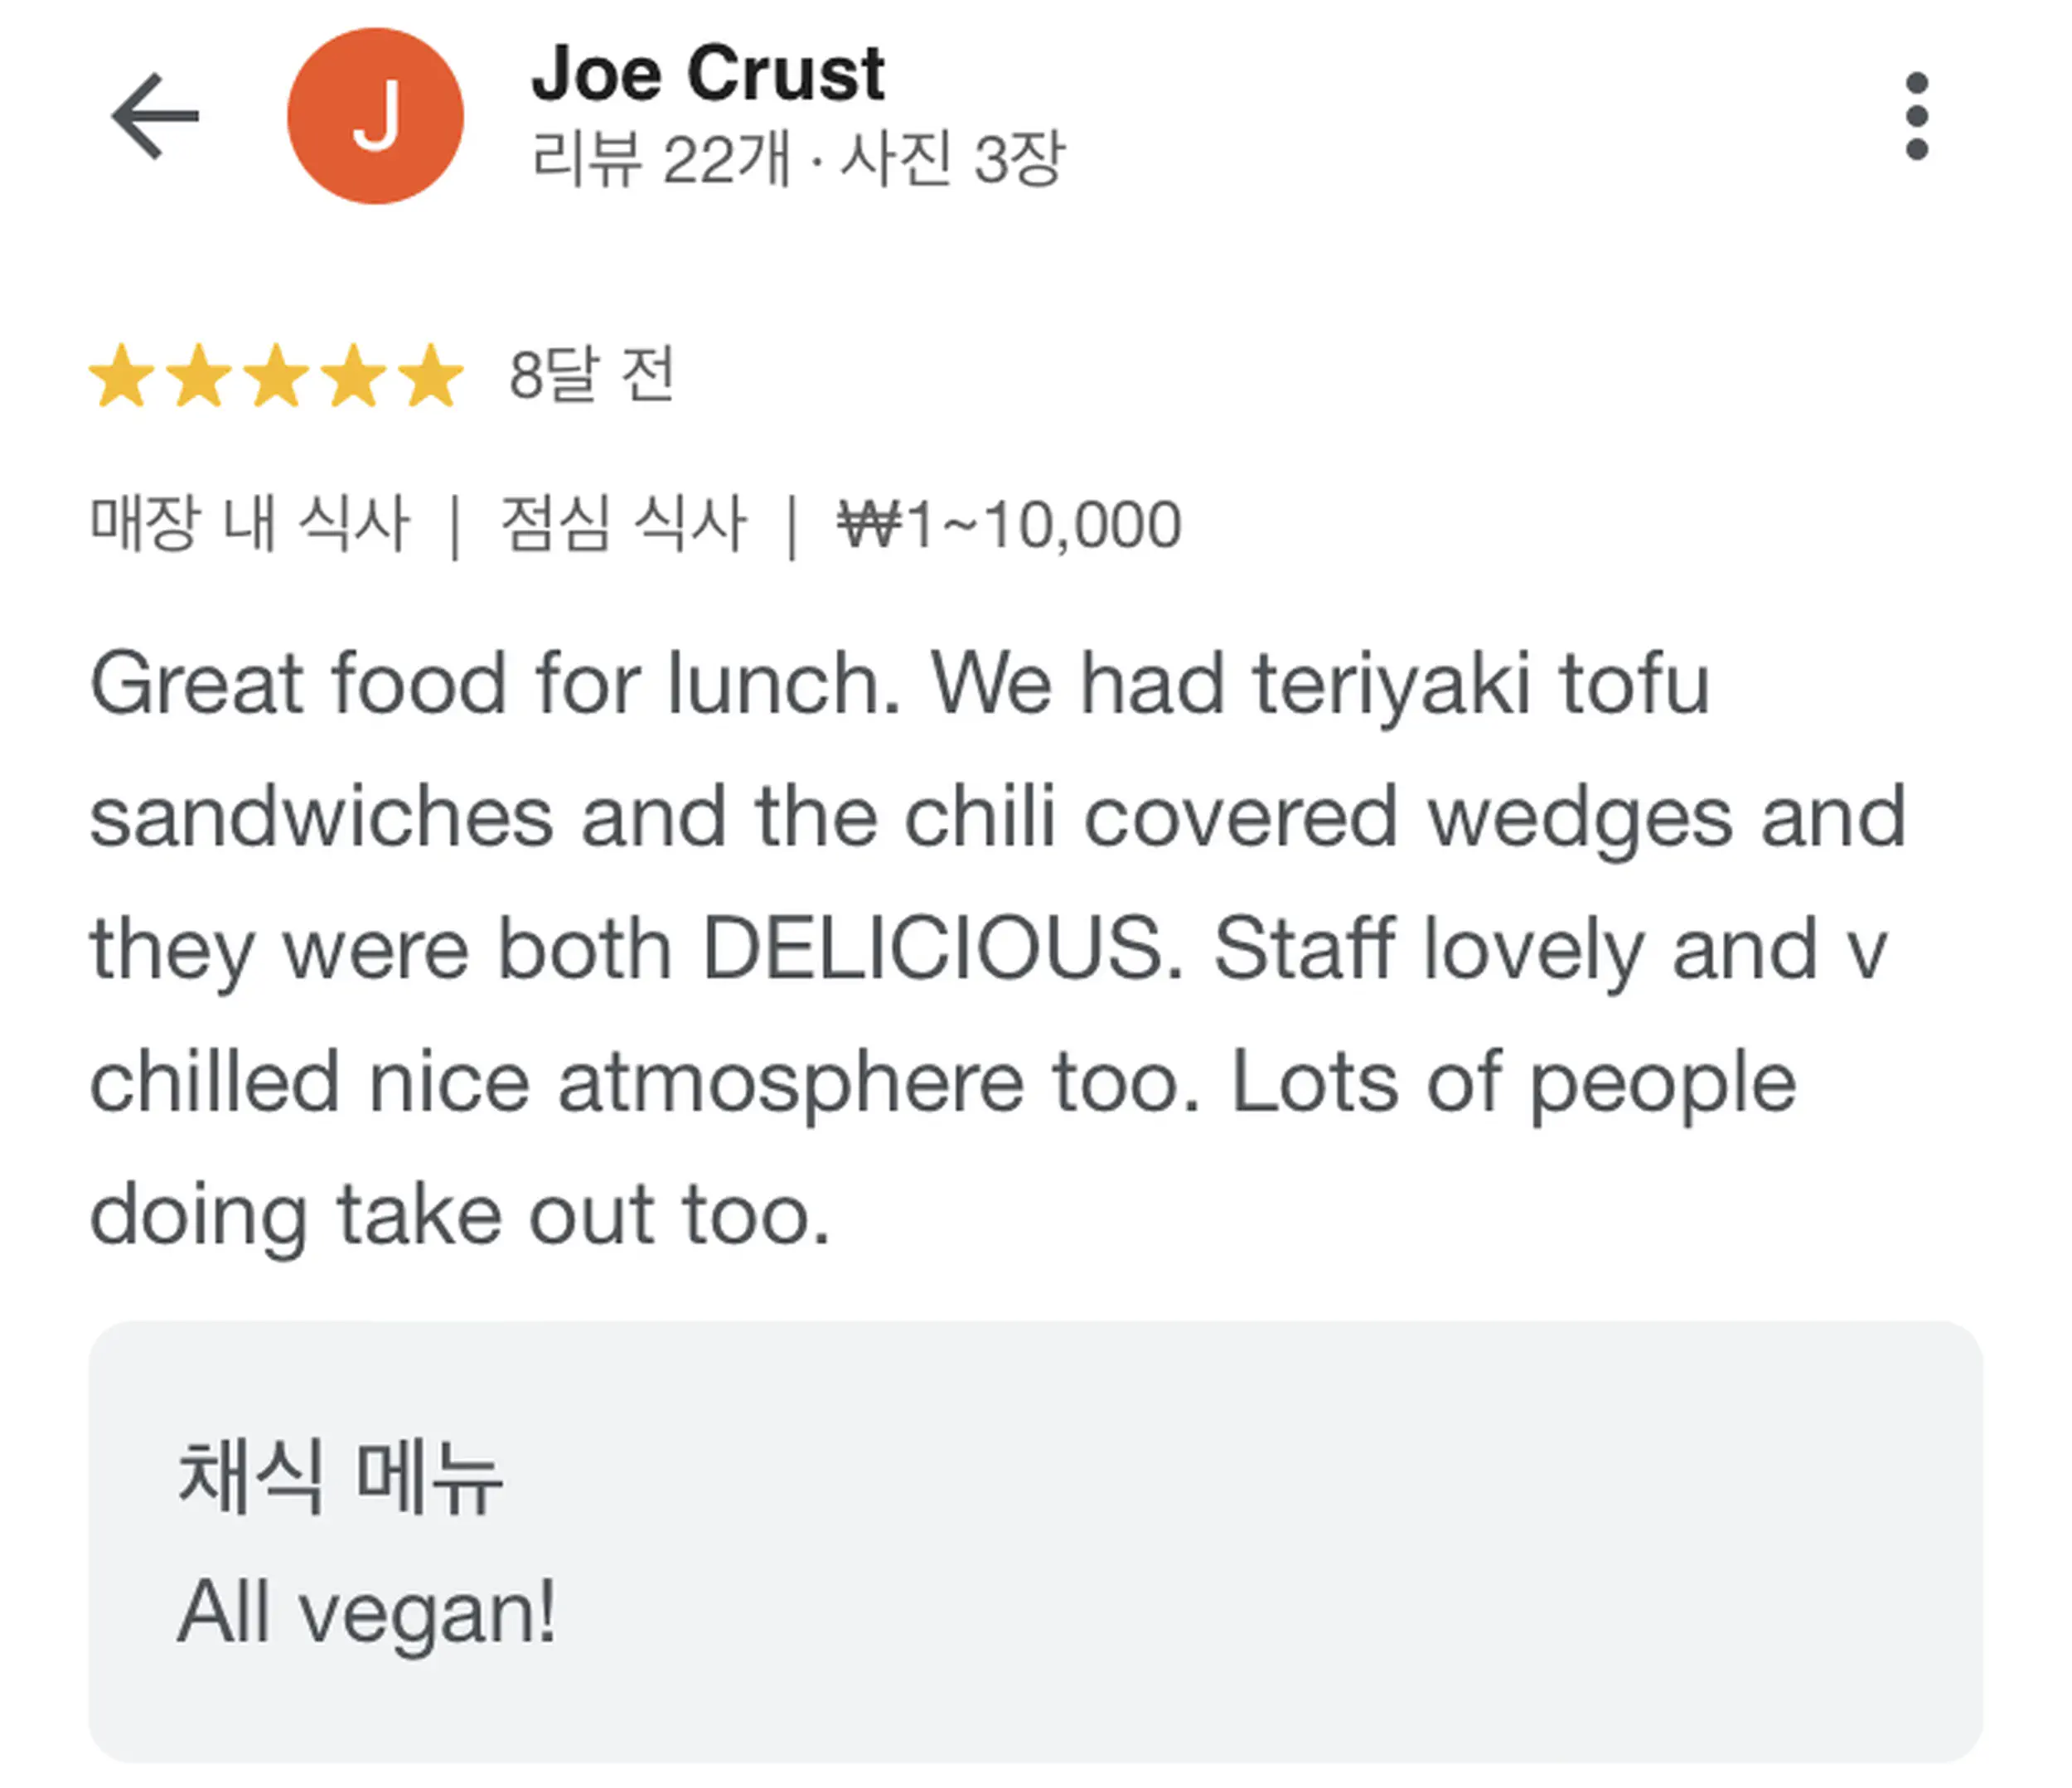 Joe Crust
리뷰 22개 · 사진 3장
8달 전
매장 내 식사 | 점심 식사 | ₩1~10,000
Great food for lunch. We had teriyaki tofu
sandwiches and the chili covered wedges and
they were both DELICIOUS. Staff lovely and v
chilled nice atmosphere too. Lots of people
doing take out too.
채식 메뉴
All vegan!